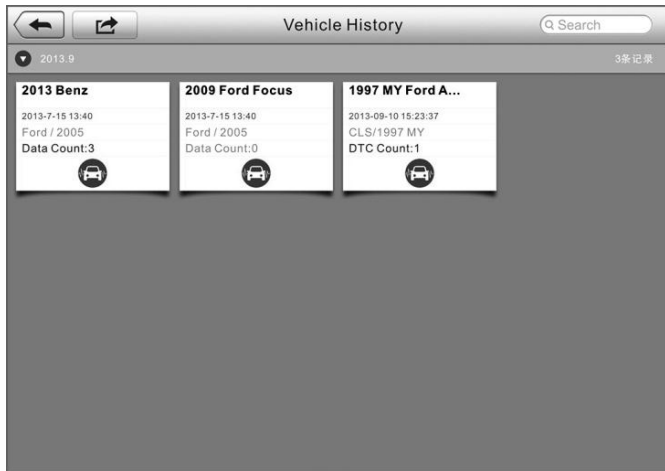 Vehicle History
Search
2013.9
3条记录
2013 Benz
2013-7-15 13:40
Ford / 2005
Data Count:3
2009 Ford Focus
2013-7-15 13:40
Ford / 2005
Data Count:0
1997 MY Ford A...
2013-09-10 15:23:37
CLS/1997 MY
DTC Count:1